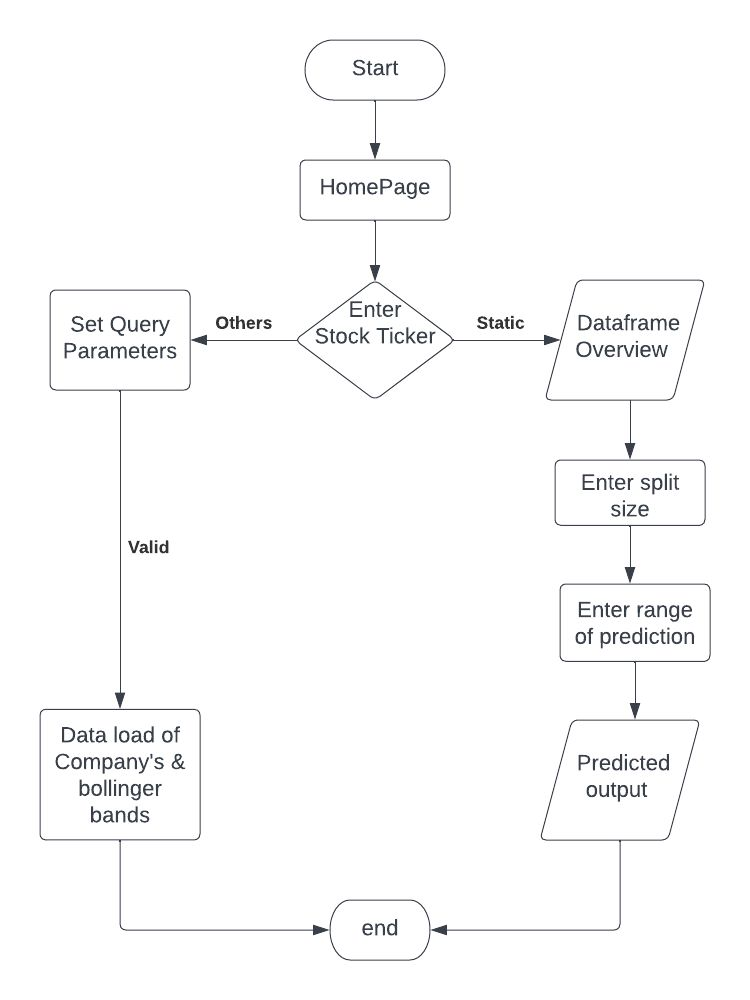 Start
HomePage
Enter
Stock Ticker
Others
Static
Set Query
Parameters
Dataframe
Overview
Enter split
size
Valid
Enter range
of prediction
Data load of
Company's &
bollinger
bands
Predicted
output
end